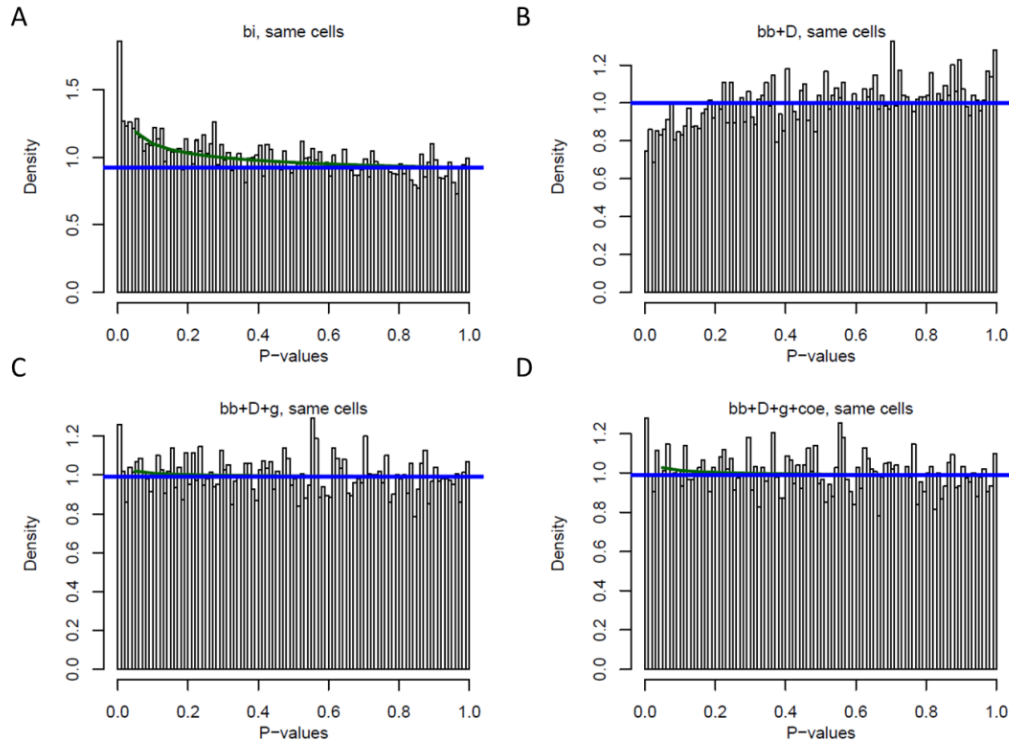 A
bi, same cells
Density
0.0 0.5 1.0 1.5
0.0 0.2 0.4 0.6 0.8 1.0
P-values
B
bb+D, same cells
Density
0.0 0.2 0.4 0.6 0.8 1.0 1.2
0.0 0.2 0.4 0.6 0.8 1.0
P-values
C
bb+D+g, same cells
Density
0.0 0.2 0.4 0.6 0.8 1.0 1.2
0.0 0.2 0.4 0.6 0.8 1.0
P-values
D
bb+D+g+coe, same cells
Density
0.0 0.2 0.4 0.6 0.8 1.0 1.2
0.0 0.2 0.4 0.6 0.8 1.0
P-values